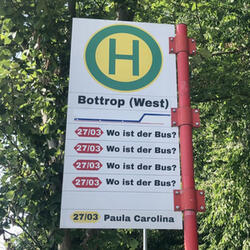 H
Bottrop (West)
27/03 Wo ist der Bus?
27/03 Wo ist der Bus?
27/03 Wo ist der Bus?
27/03 Wo ist der Bus?
27/03 Paula Carolina